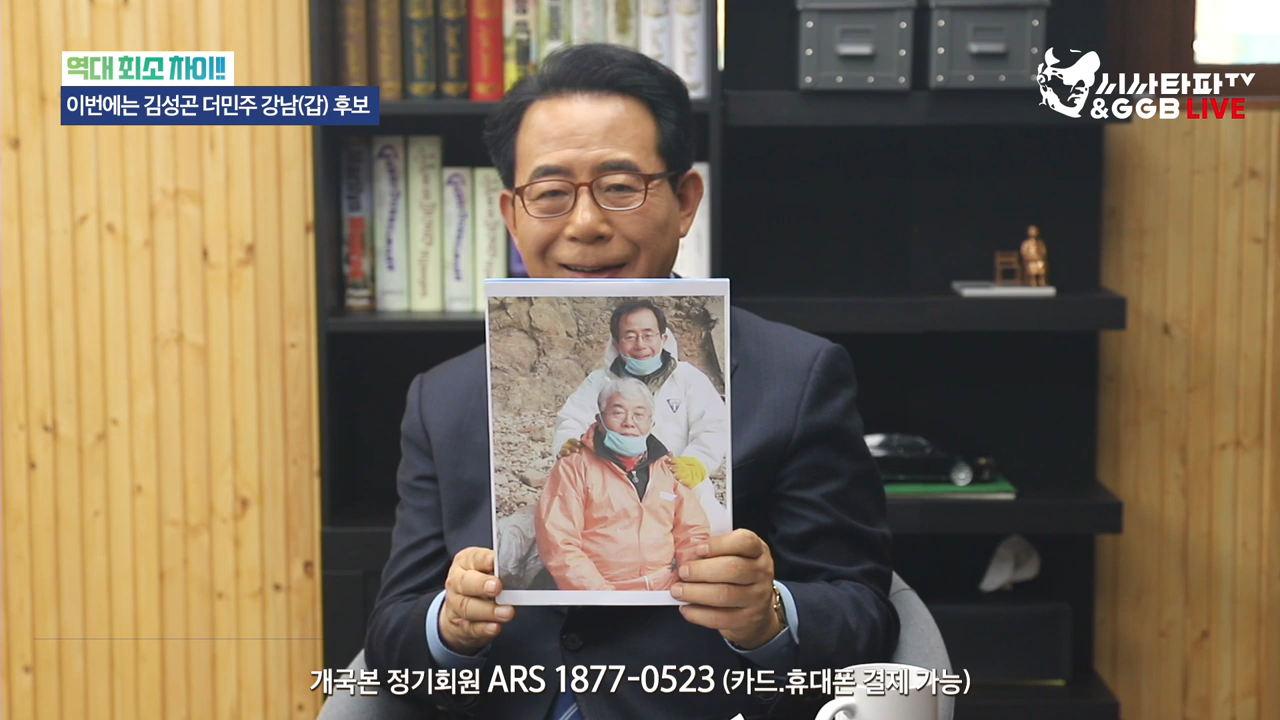 역대 최소 차이!!
이번에는 김성곤 더민주 강남(갑) 후보
씨싸타파TV
&GGB LIVE
개국본 정기회원 ARS 1877-0523 (카드.휴대폰 결제 가능)